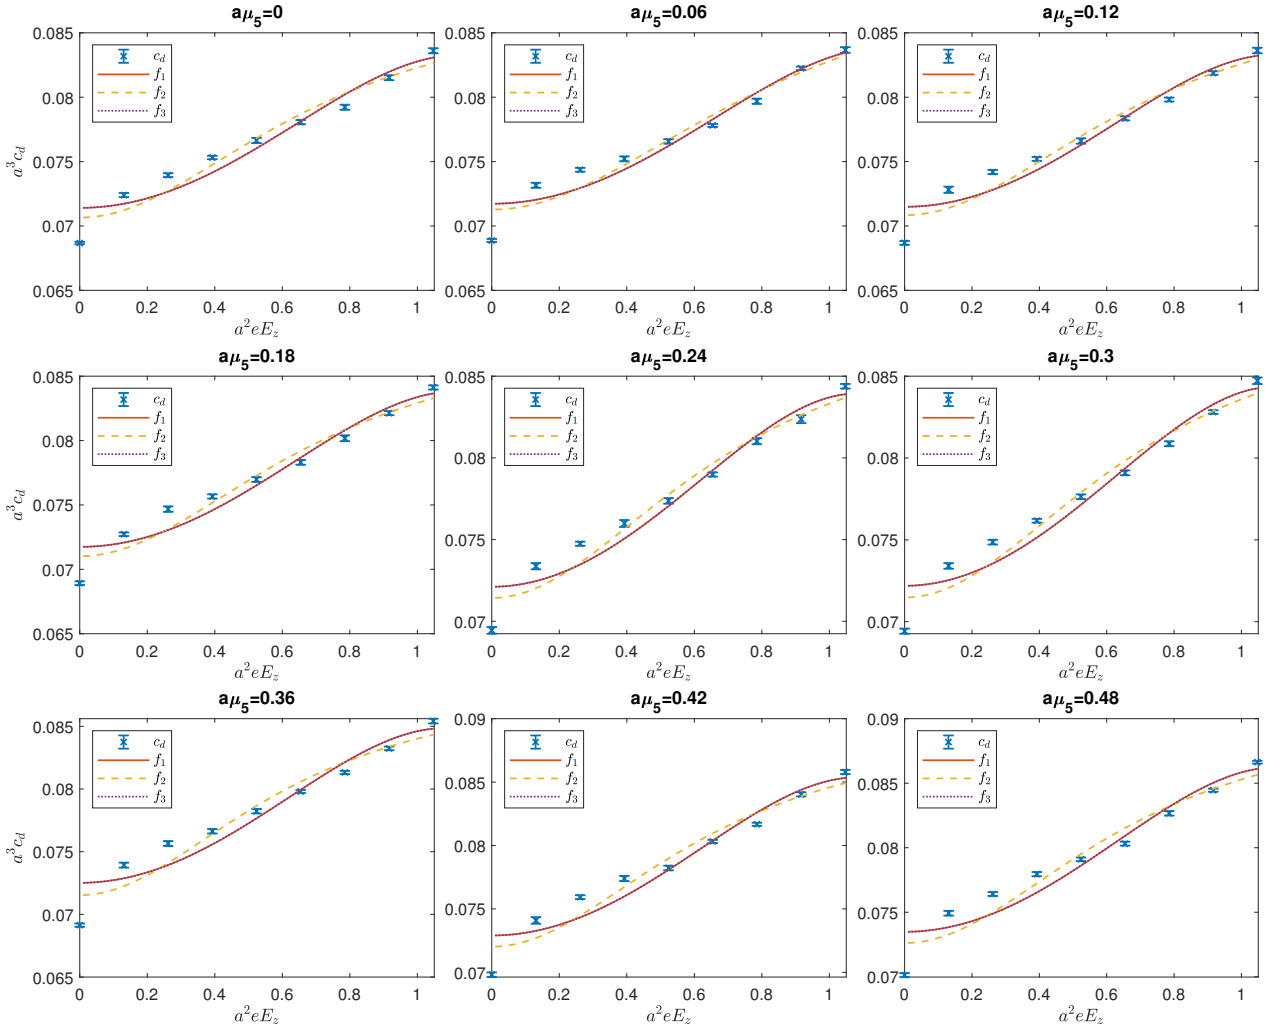 aμ5=0
0.085
0.08
0.075
0.07
0.065
a³c_d
c_d
f₁
f₂
f₃
0 0.2 0.4 0.6 0.8 1
a²eE_z
aμ5=0.06
0.085
0.08
0.075
0.07
0.065
c_d
f₁
f₂
f₃
0 0.2 0.4 0.6 0.8 1
a²eE_z
aμ5=0.12
0.085
0.08
0.075
0.07
0.065
c_d
f₁
f₂
f₃
0 0.2 0.4 0.6 0.8 1
a²eE_z
aμ5=0.18
0.085
0.08
0.075
0.07
0.065
a³c_d
c_d
f₁
f₂
f₃
0 0.2 0.4 0.6 0.8 1
a²eE_z
aμ5=0.24
0.085
0.08
0.075
0.07
c_d
f₁
f₂
f₃
0 0.2 0.4 0.6 0.8 1
a²eE_z
aμ5=0.3
0.085
0.08
0.075
0.07
c_d
f₁
f₂
f₃
0 0.2 0.4 0.6 0.8 1
a²eE_z
aμ5=0.36
0.085
0.08
0.075
0.07
0.065
a³c_d
c_d
f₁
f₂
f₃
0 0.2 0.4 0.6 0.8 1
a²eE_z
aμ5=0.42
0.09
0.085
0.08
0.075
0.07
c_d
f₁
f₂
f₃
0 0.2 0.4 0.6 0.8 1
a²eE_z
aμ5=0.48
0.09
0.085
0.08
0.075
0.07
c_d
f₁
f₂
f₃
0 0.2 0.4 0.6 0.8 1
a²eE_z